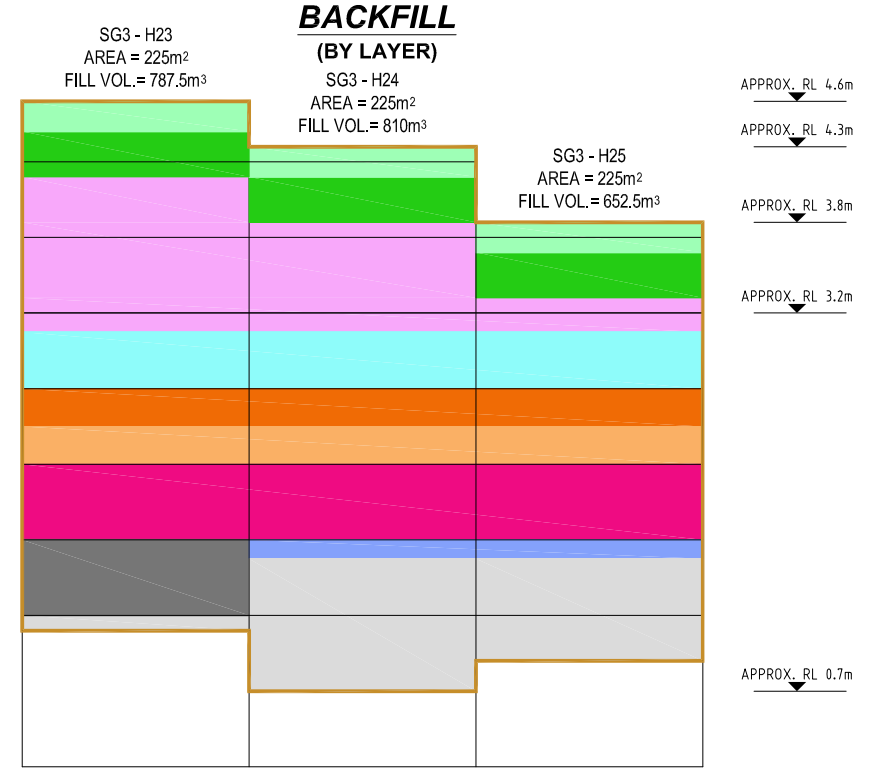 BACKFILL
(BY LAYER)
SG3 - H23
AREA = 225m²
FILL VOL.= 787.5m³
SG3 - H24
AREA = 225m²
FILL VOL.= 810m³
SG3 - H25
AREA = 225m²
FILL VOL.= 652.5m³
APPROX. RL 4.6m
APPROX. RL 4.3m
APPROX. RL 3.8m
APPROX. RL 3.2m
APPROX. RL 0.7m